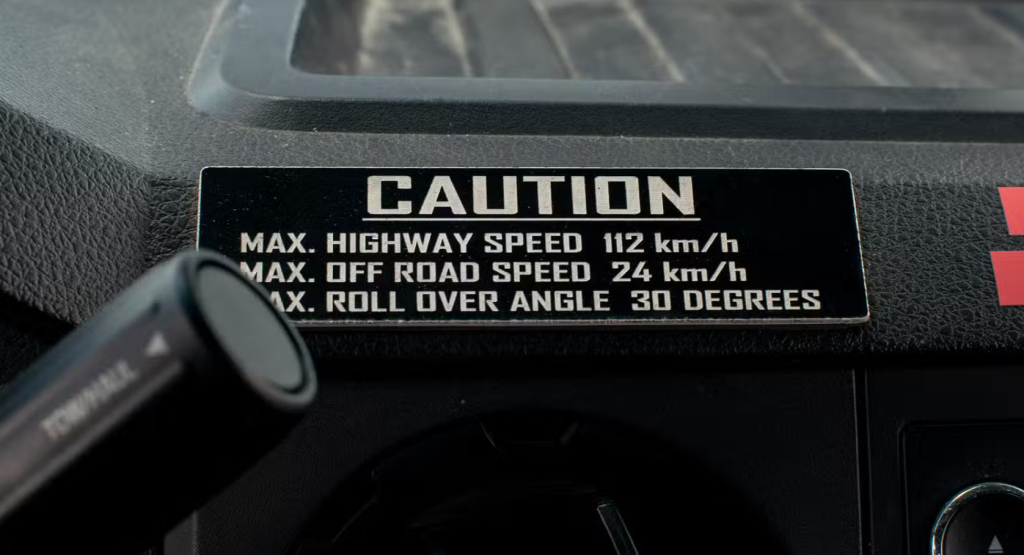 CAUTION
MAX. HIGHWAY SPEED 112 km/h
MAX. OFF ROAD SPEED 24 km/h
MAX. ROLL OVER ANGLE 30 DEGREES
TOW/HAUL